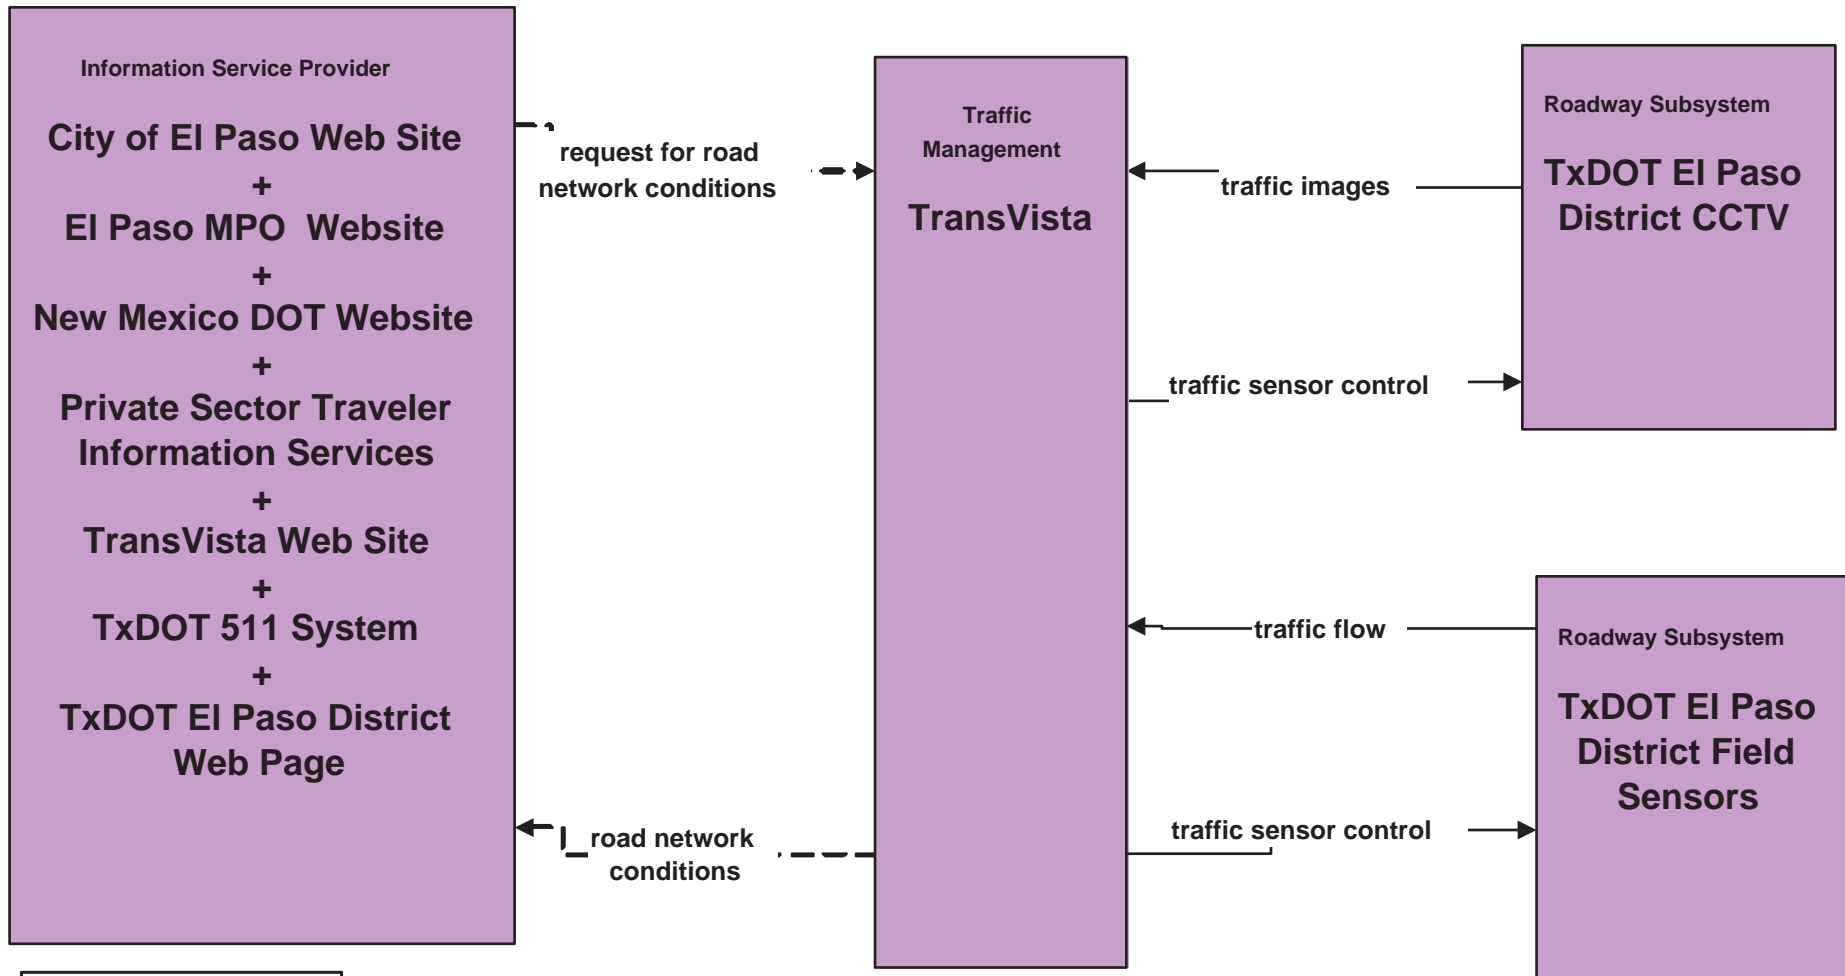 Information Service Provider
City of El Paso Web Site
+
El Paso MPO Website
+
New Mexico DOT Website
+
Private Sector Traveler
Information Services
+
TransVista Web Site
+
TxDOT 511 System
+
TxDOT El Paso District
Web Page
request for road
network conditions
road network
conditions
Traffic
Management
TransVista
traffic images
traffic sensor control
traffic flow
traffic sensor control
Roadway Subsystem
TxDOT El Paso
District CCTV
Roadway Subsystem
TxDOT El Paso
District Field
Sensors